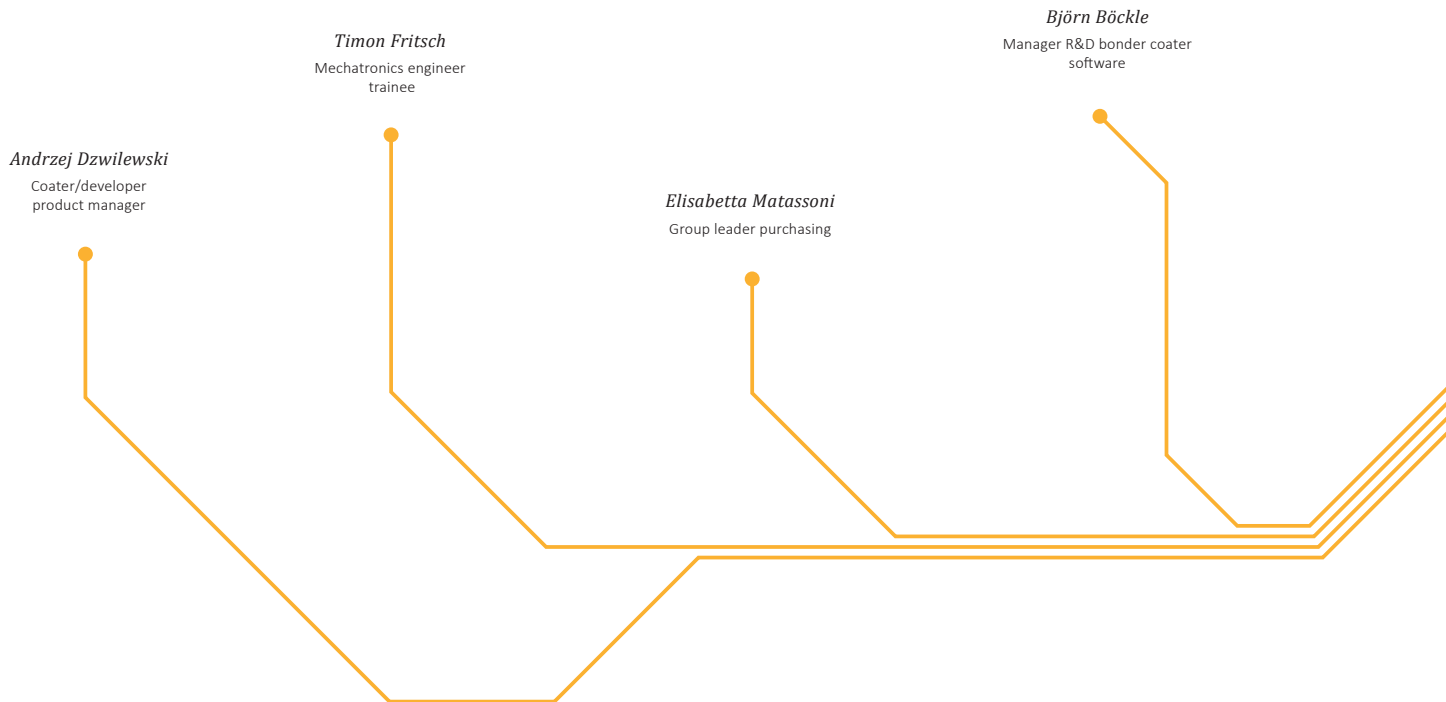 Andrzej Dzwilewski
Coater/developer
product manager
Timon Fritsch
Mechatronics engineer
trainee
Elisabetta Matassoni
Group leader purchasing
Björn Böckle
Manager R&D bonder coater
software